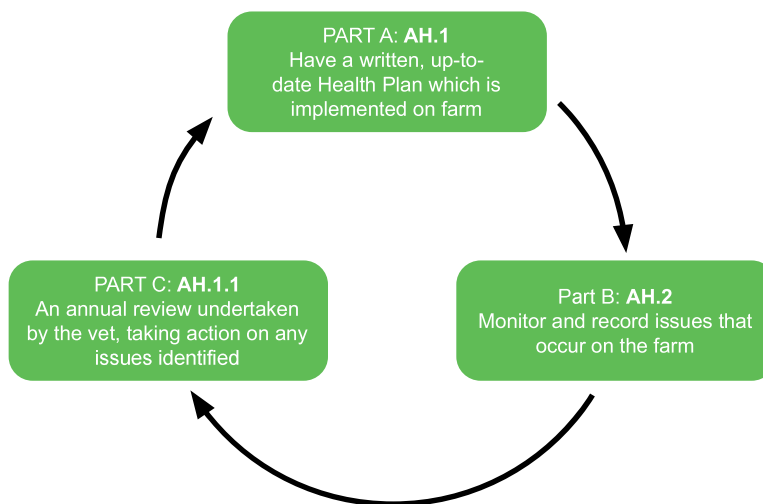 PART A: AH.1
Have a written, up-to-
date Health Plan which is
implemented on farm
PART C: AH.1.1
An annual review undertaken
by the vet, taking action on any
issues identified
Part B: AH.2
Monitor and record issues that
occur on the farm